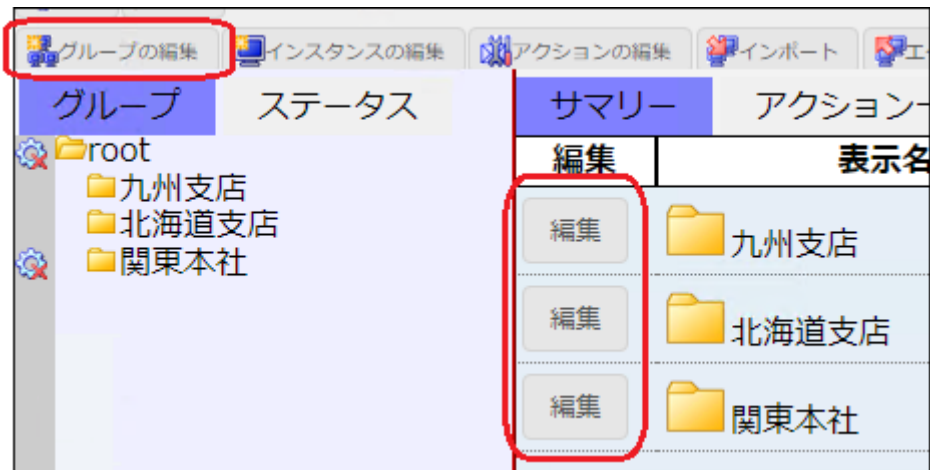 グループの編集 インスタンスの編集 アクションの編集 インポート エ
グループ ステータス サマリー アクション一
root 編集 表示名
九州支店
北海道支店
関東本社
編集 九州支店
編集 北海道支店
編集 関東本社